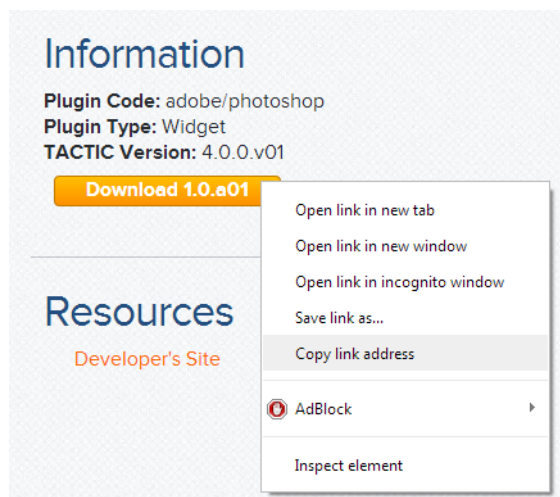 Information
Plugin Code: adobe/photoshop
Plugin Type: Widget
TACTIC Version: 4.0.0.v01
Download 1.0.a01
Open link in new tab
Open link in new window
Open link in incognito window
Save link as...
Copy link address
AdBlock
Inspect element
Resources
Developer's Site